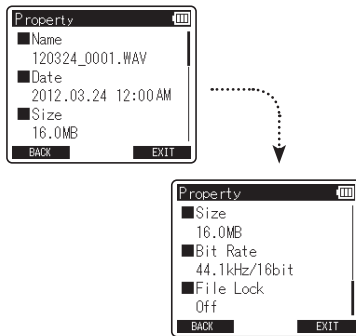 Property
■Name
120324_0001.WAV
■Date
2012.03.24 12:00AM
■Size
16.0MB
BACK EXIT
Property
■Size
16.0MB
■Bit Rate
44.1kHz/16bit
■File Lock
Off
BACK EXIT